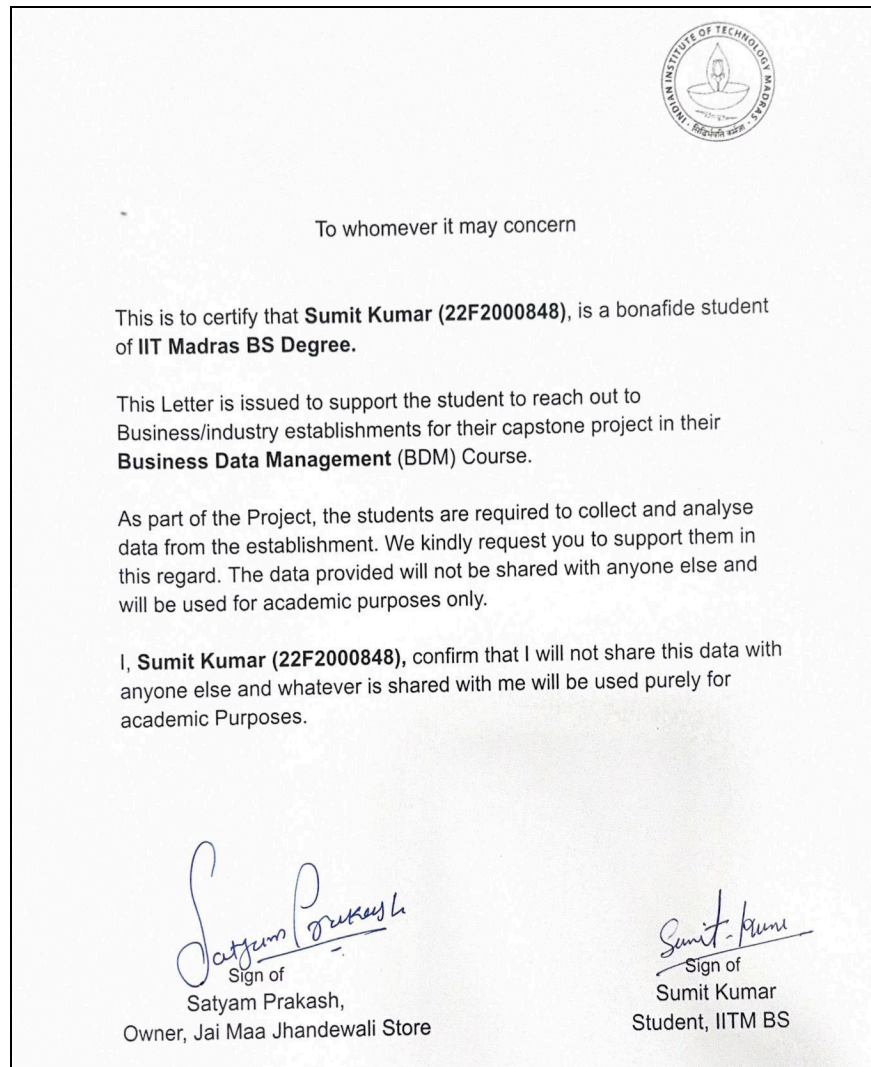 INDIAN INSTITUTE OF TECHNOLOGY MADRAS
सिद्धिर्भवति कर्मजा
To whomever it may concern
This is to certify that Sumit Kumar (22F2000848), is a bonafide student
of IIT Madras BS Degree.
This Letter is issued to support the student to reach out to
Business/industry establishments for their capstone project in their
Business Data Management (BDM) Course.
As part of the Project, the students are required to collect and analyse
data from the establishment. We kindly request you to support them in
this regard. The data provided will not be shared with anyone else and
will be used for academic purposes only.
I, Sumit Kumar (22F2000848), confirm that I will not share this data with
anyone else and whatever is shared with me will be used purely for
academic Purposes.
Satyam Prakash
Sign of
Satyam Prakash,
Owner, Jai Maa Jhandewali Store
Sumit Kumar
Sign of
Sumit Kumar
Student, IITM BS